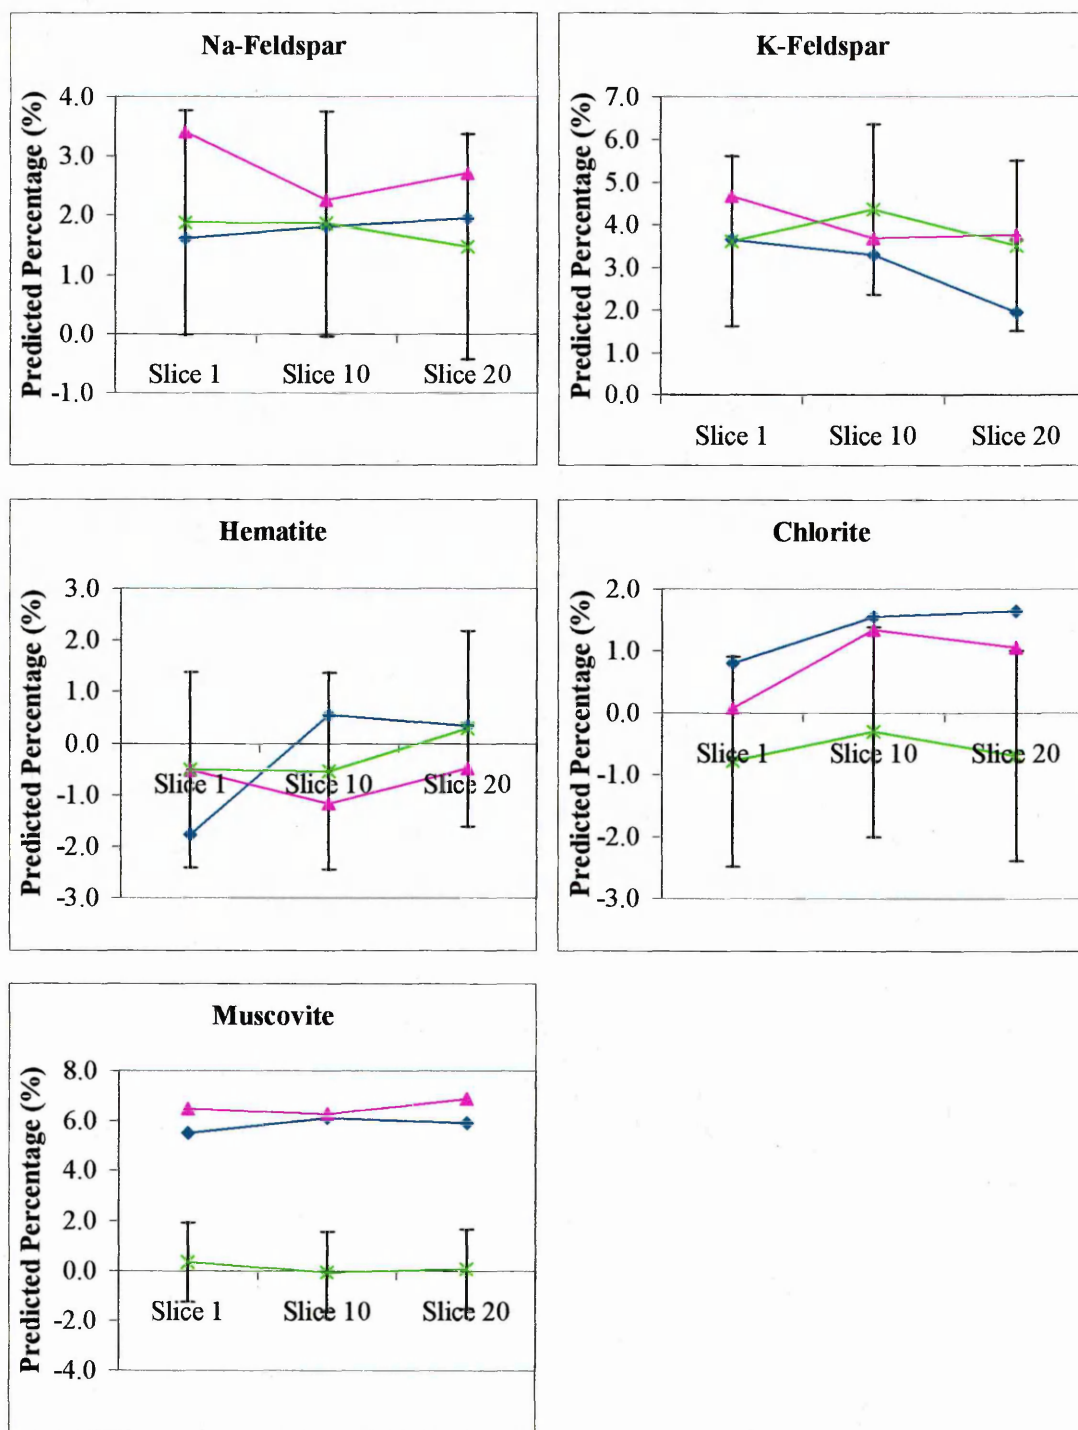 Na-Feldspar
Predicted Percentage (%)
4.0
3.0
2.0
1.0
0.0
-1.0
Slice 1 Slice 10 Slice 20
K-Feldspar
Predicted Percentage (%)
7.0
6.0
5.0
4.0
3.0
2.0
1.0
0.0
Slice 1 Slice 10 Slice 20
Hematite
Predicted Percentage (%)
3.0
2.0
1.0
0.0
-1.0
-2.0
-3.0
Slice 1 Slice 10 Slice 20
Chlorite
Predicted Percentage (%)
2.0
1.0
0.0
-1.0
-2.0
-3.0
Slice 1 Slice 10 Slice 20
Muscovite
Predicted Percentage (%)
8.0
6.0
4.0
2.0
0.0
-2.0
-4.0
Slice 1 Slice 10 Slice 20